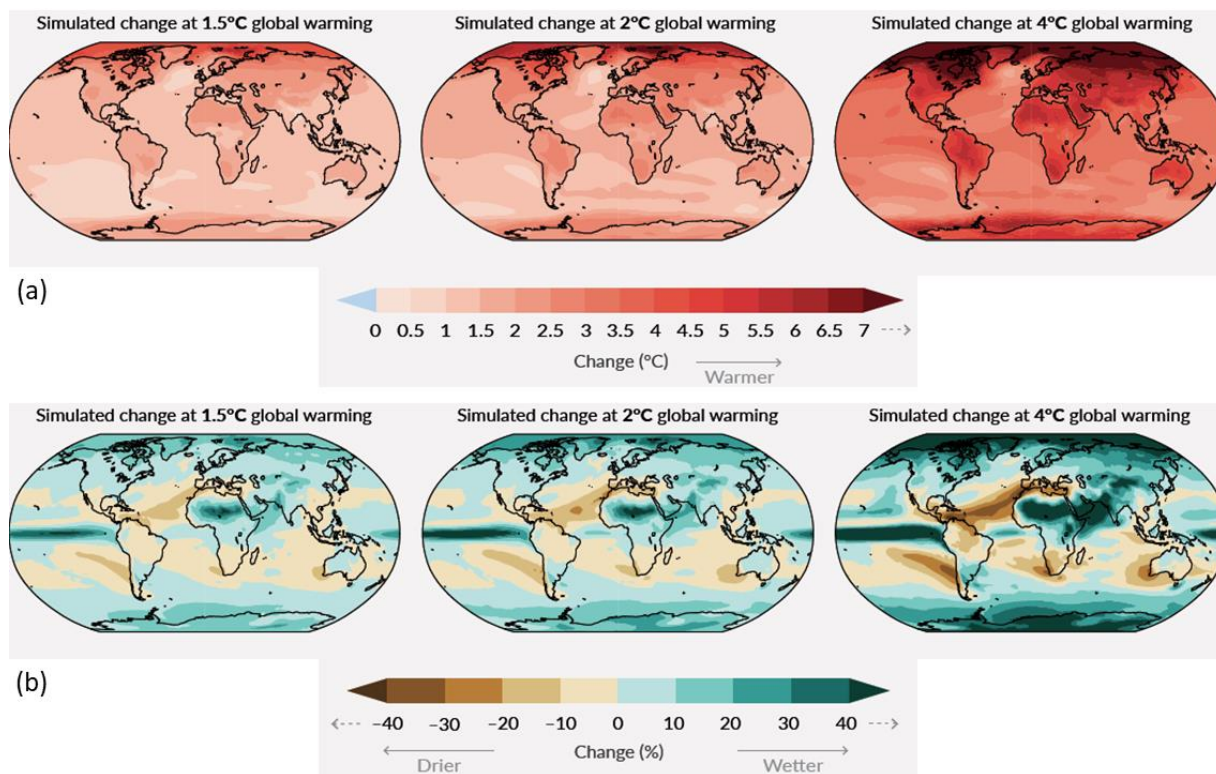 Simulated change at 1.5°C global warming
Simulated change at 2°C global warming
Simulated change at 4°C global warming
(a)
0 0.5 1 1.5 2 2.5 3 3.5 4 4.5 5 5.5 6 6.5 7
Change (°C)
Warmer
Simulated change at 1.5°C global warming
Simulated change at 2°C global warming
Simulated change at 4°C global warming
(b)
–40 –30 –20 –10 0 10 20 30 40
Change (%)
Drier
Wetter